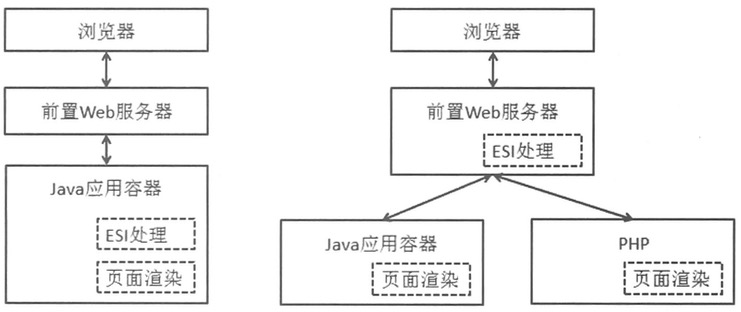 浏览器
前置Web服务器
Java应用容器
ESI处理
页面渲染
浏览器
前置Web服务器
ESI处理
Java应用容器
页面渲染
PHP
页面渲染